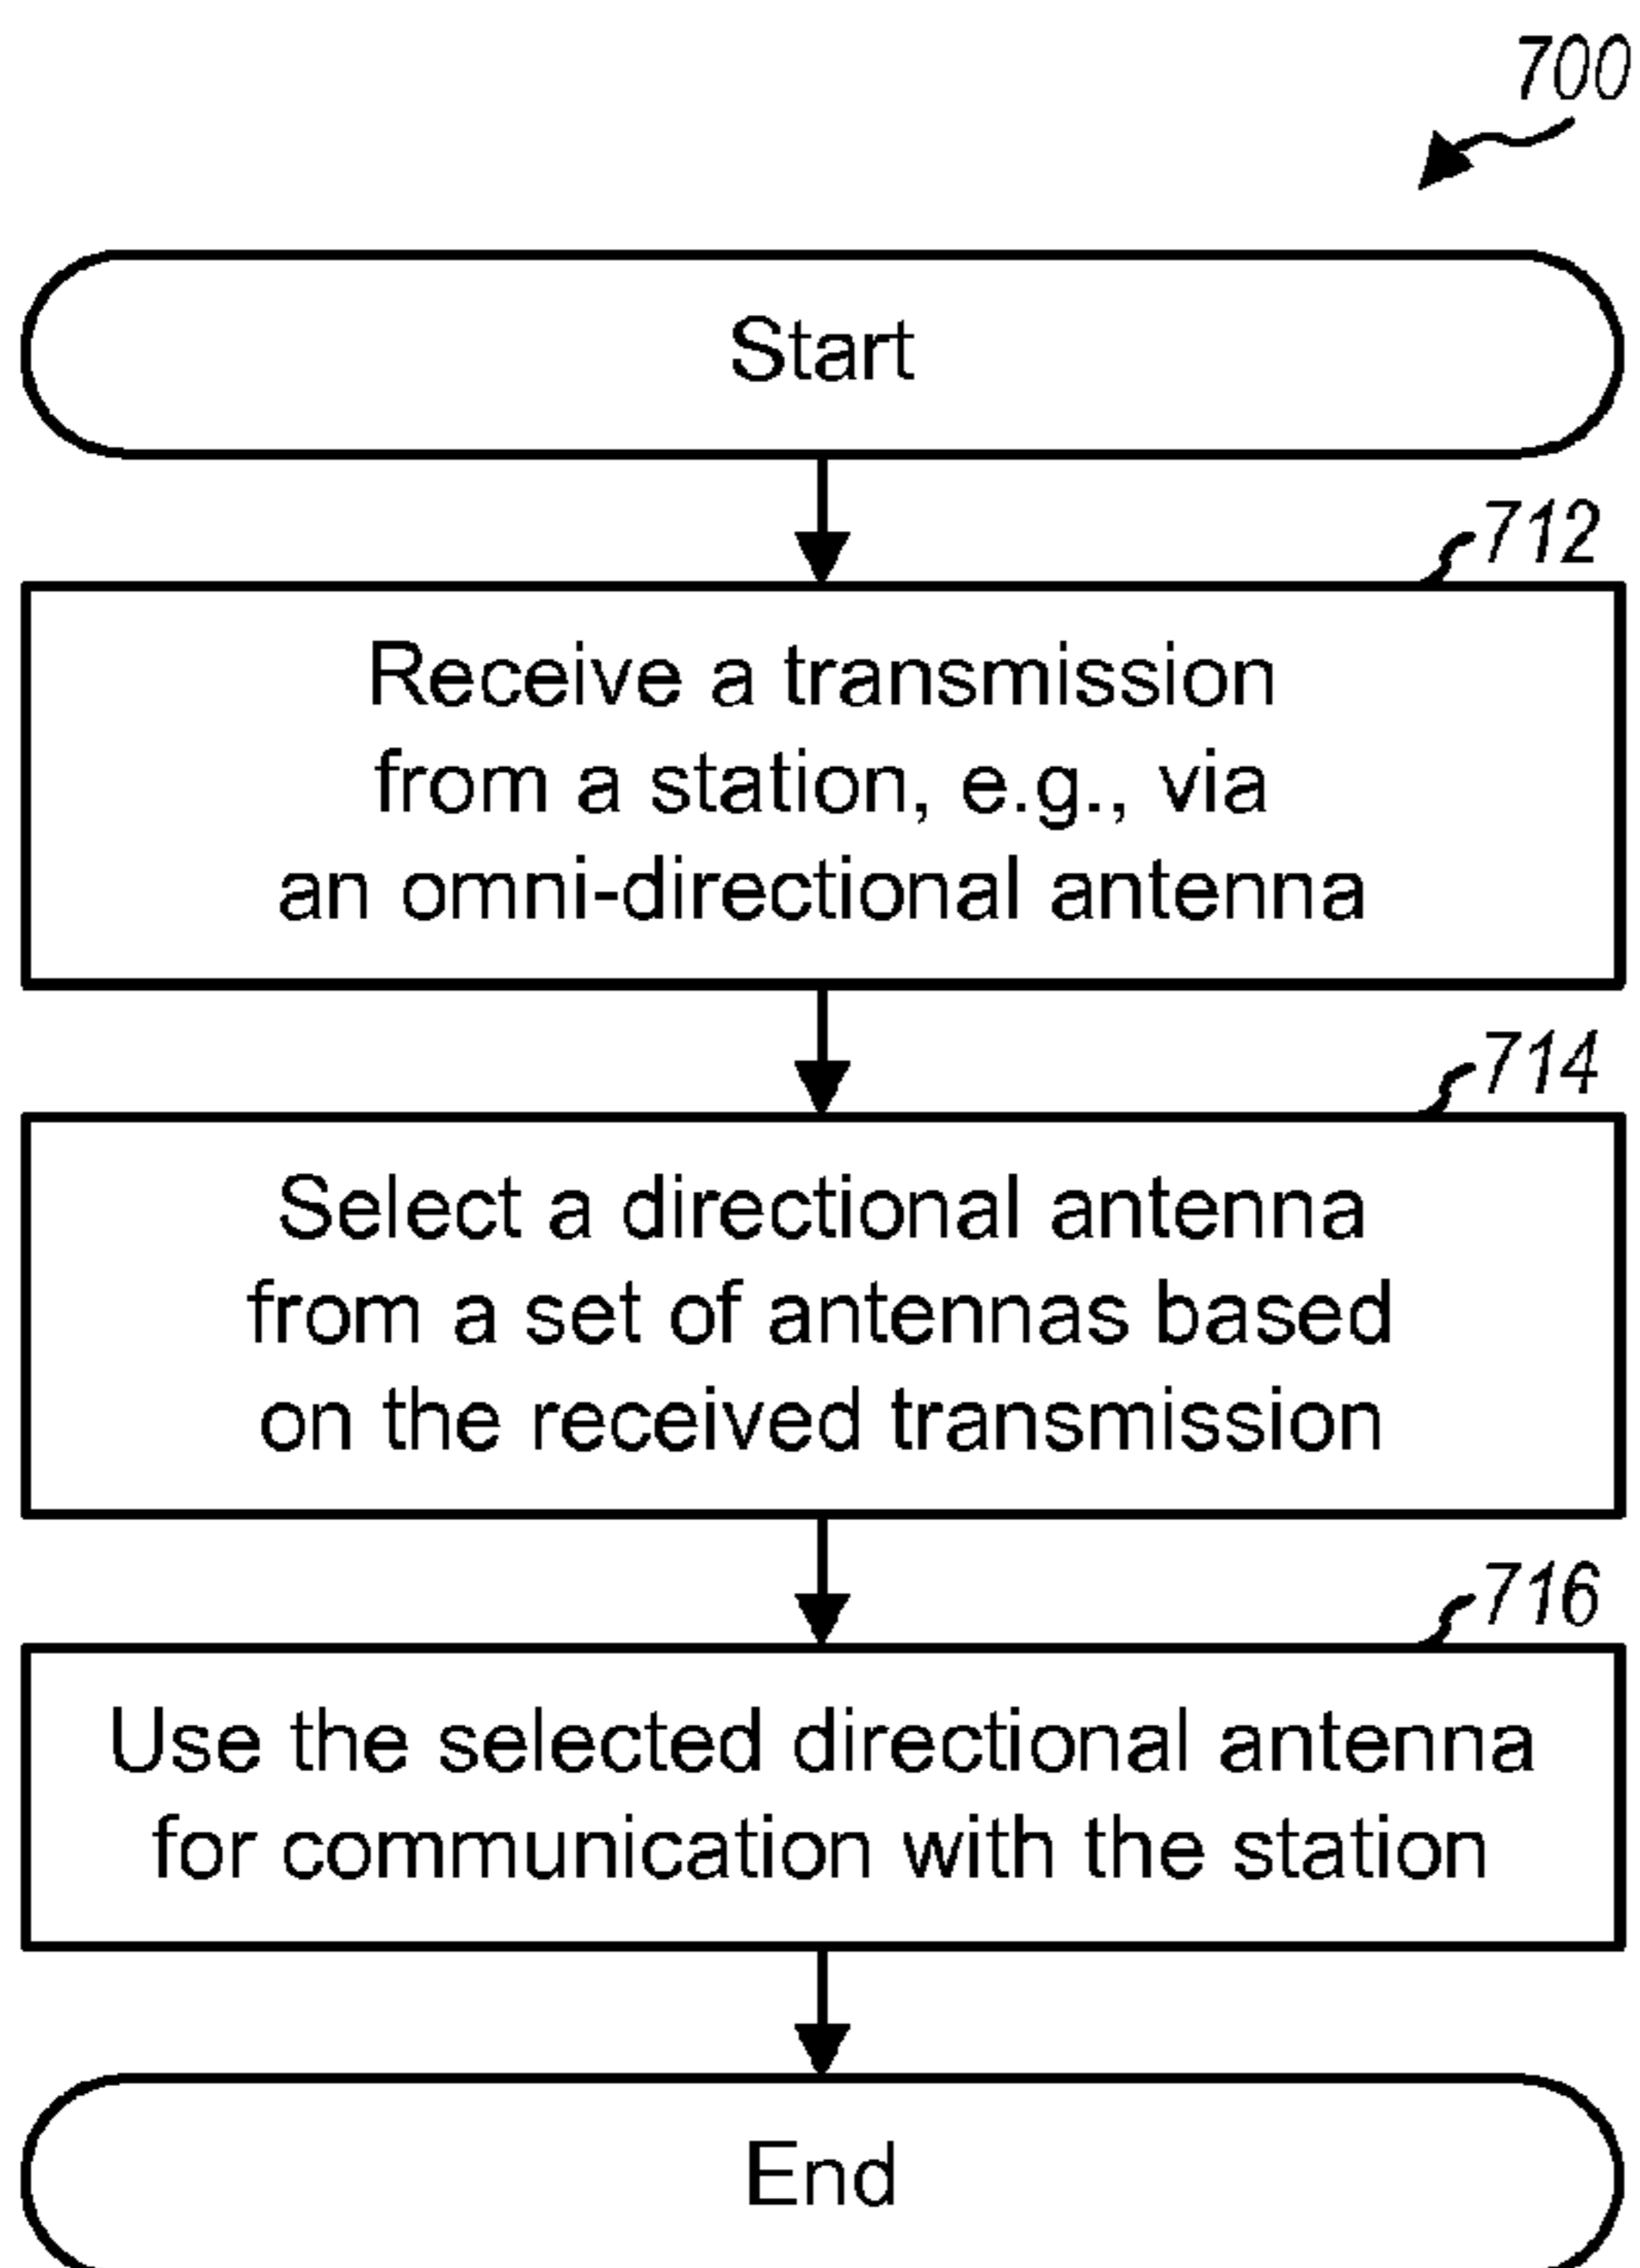 700
Start
712
Receive a transmission
from a station, e.g., via
an omni-directional antenna
714
Select a directional antenna
from a set of antennas based
on the received transmission
716
Use the selected directional antenna
for communication with the station
End